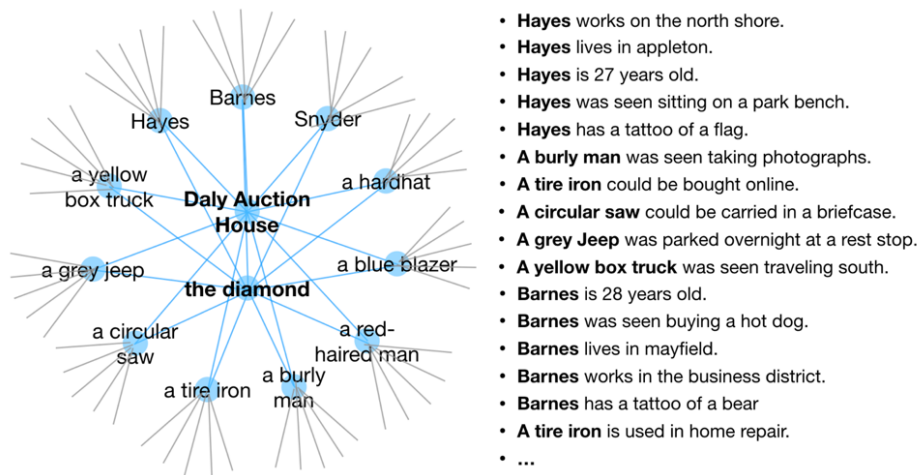 Barnes
Hayes
Snyder
a yellow
box truck
a hardhat
Daly Auction
House
a grey jeep
a blue blazer
the diamond
a circular
saw
a red-
haired man
a tire iron
a burly
man
• Hayes works on the north shore.
• Hayes lives in appleton.
• Hayes is 27 years old.
• Hayes was seen sitting on a park bench.
• Hayes has a tattoo of a flag.
• A burly man was seen taking photographs.
• A tire iron could be bought online.
• A circular saw could be carried in a briefcase.
• A grey Jeep was parked overnight at a rest stop.
• A yellow box truck was seen traveling south.
• Barnes is 28 years old.
• Barnes was seen buying a hot dog.
• Barnes lives in mayfield.
• Barnes works in the business district.
• Barnes has a tattoo of a bear
• A tire iron is used in home repair.
• ...